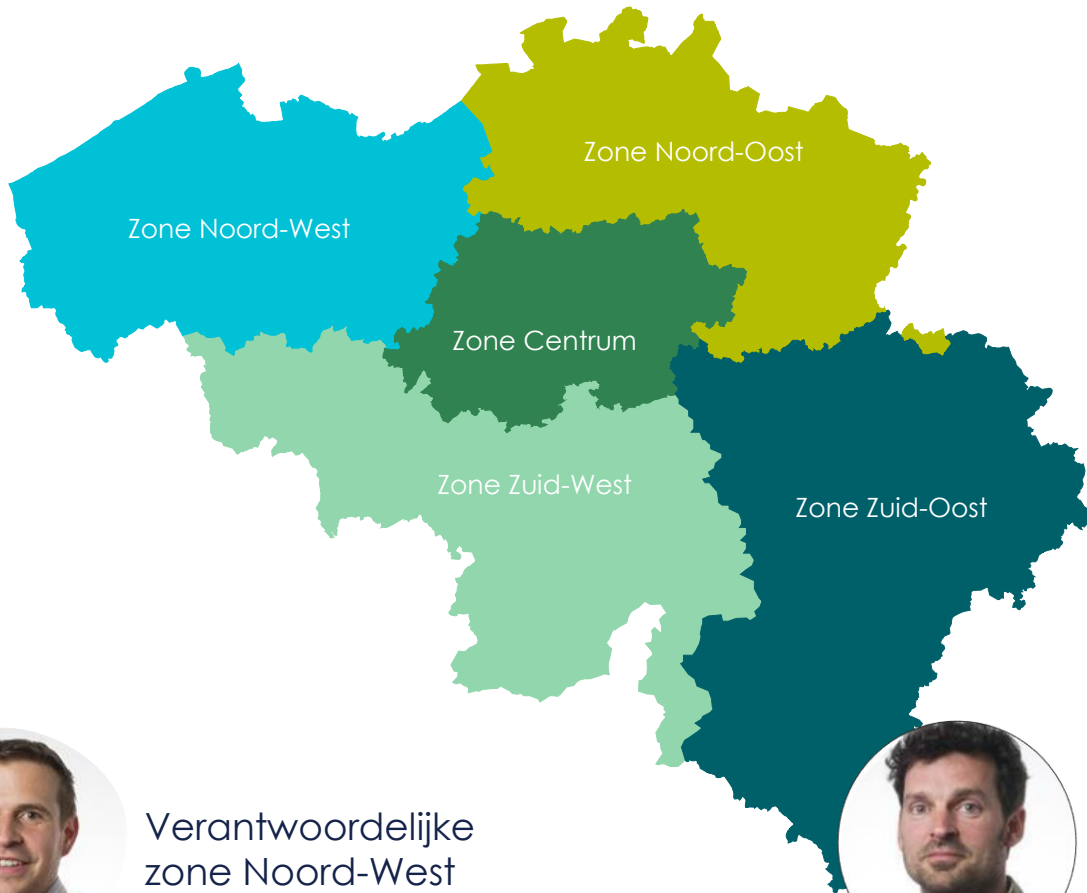 Zone Noord-Oost
Zone Noord-West
Zone Centrum
Zone Zuid-West
Zone Zuid-Oost
Verantwoordelijke
zone Noord-West